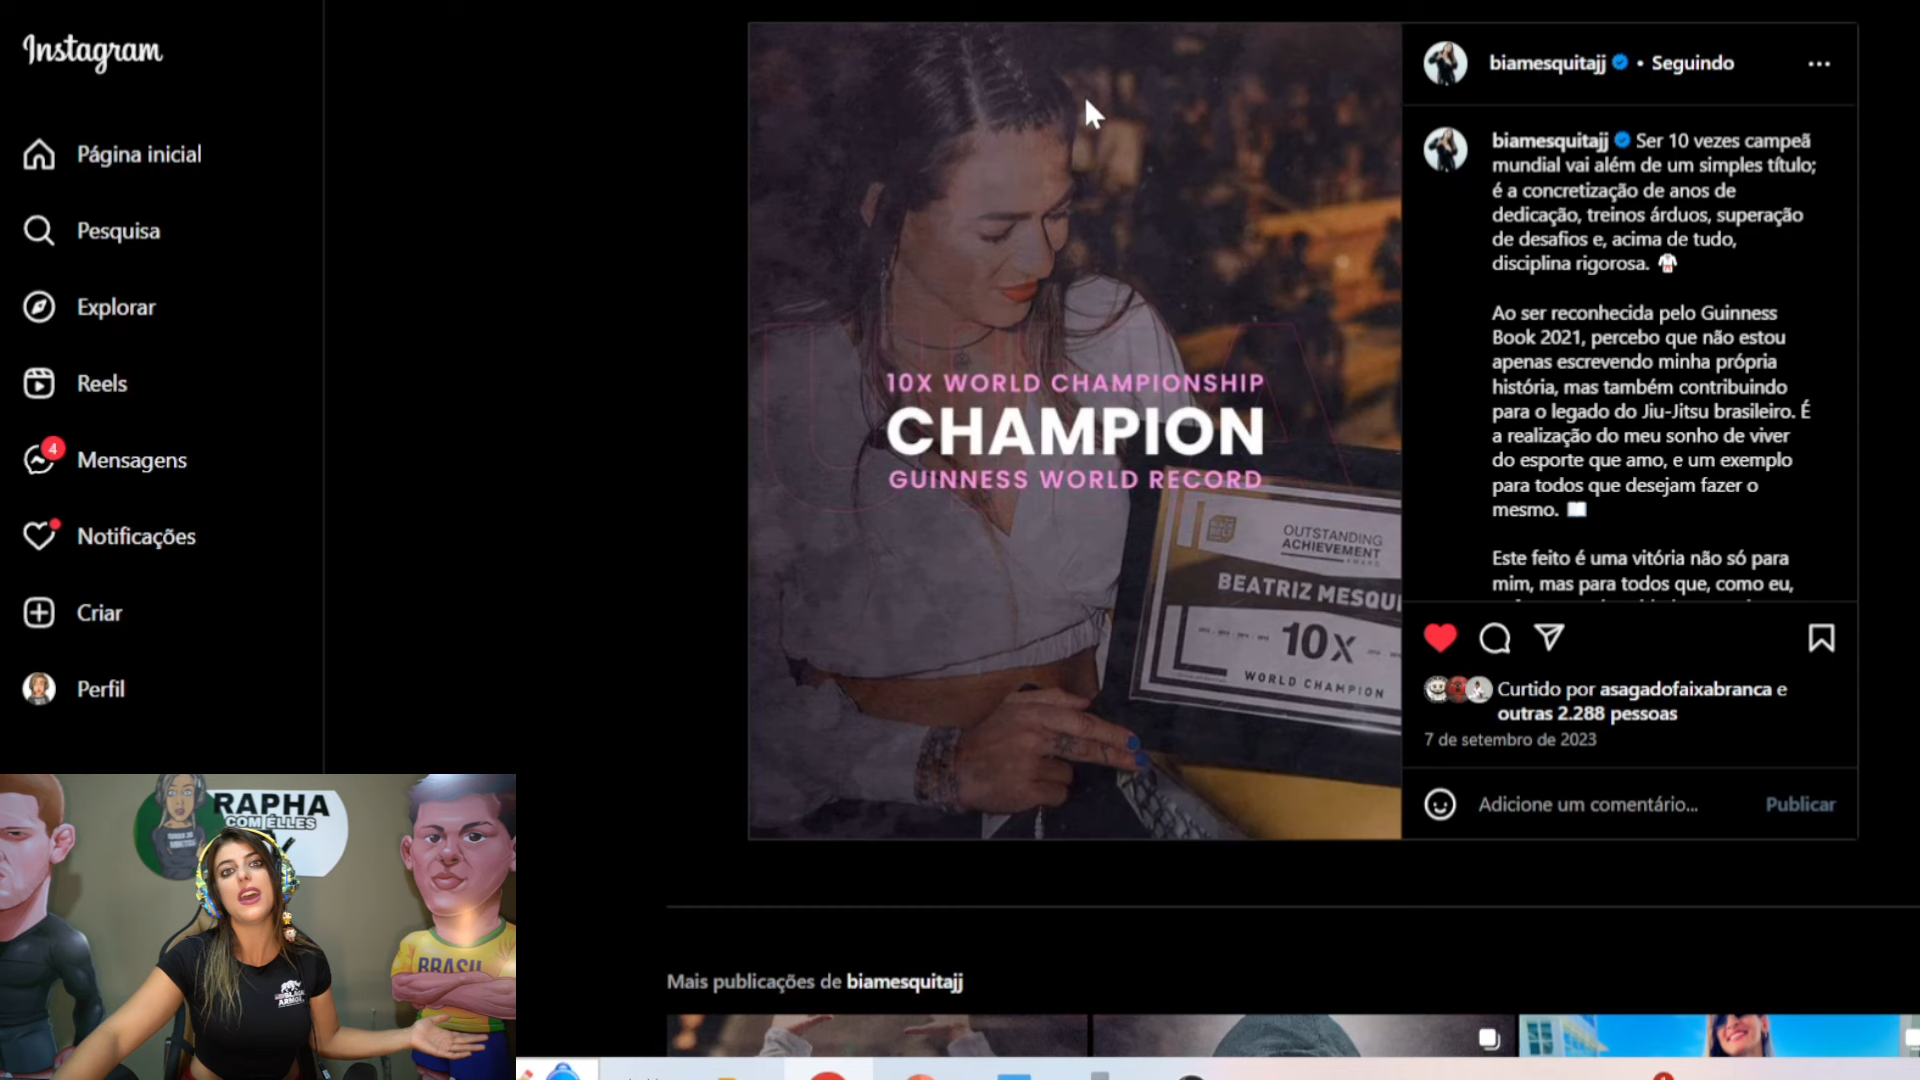 Instagram
Página inicial
Pesquisa
Explorar
Reels
4
Mensagens
Notificações
Criar
Perfil
10X WORLD CHAMPIONSHIP
CHAMPION
GUINNESS WORLD RECORD
OUTSTANDING
ACHIEVEMENT
AWARD
BEATRIZ MESQUI
10X
WORLD CHAMPION
biamesquitajj • Seguindo
biamesquitajj Ser 10 vezes campeã
mundial vai além de um simples título;
é a concretização de anos de
dedicação, treinos árduos, superação
de desafios e, acima de tudo,
disciplina rigorosa.
Ao ser reconhecida pelo Guinness
Book 2021, percebo que não estou
apenas escrevendo minha própria
história, mas também contribuindo
para o legado do Jiu-Jitsu brasileiro. É
a realização do meu sonho de viver
do esporte que amo, e um exemplo
para todos que desejam fazer o
mesmo.
Este feito é uma vitória não só para
mim, mas para todos que, como eu,
Curtido por asagadofaixabranca e
outras 2.288 pessoas
7 de setembro de 2023
Adicione um comentário... Publicar
Mais publicações de biamesquitajj
RAPHA
COM ELLES
BRASIL